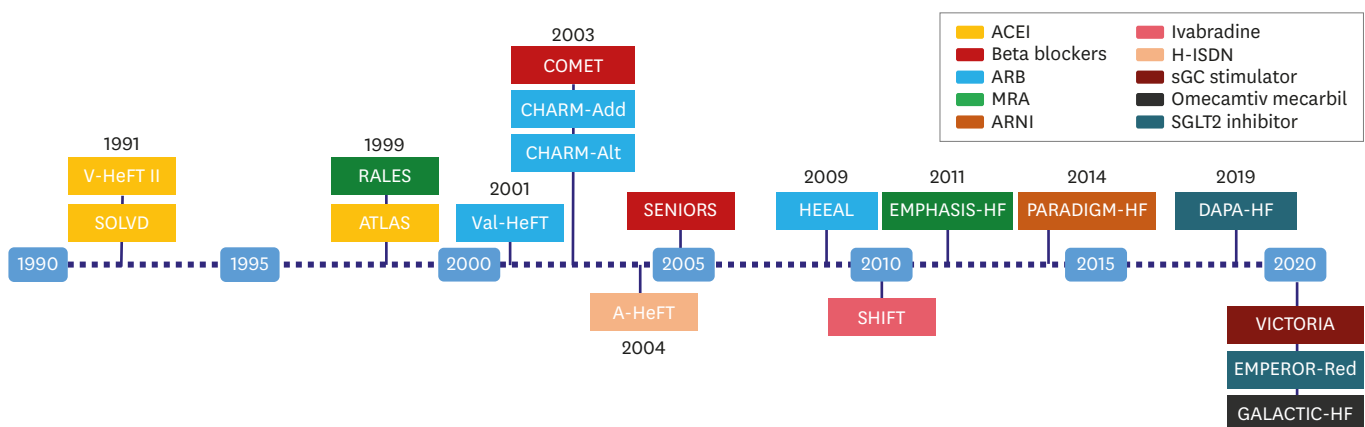 2003
COMET
CHARM-Add
CHARM-Alt
1991
V-HeFT II
SOLVD
1999
RALES
ATLAS
2001
Val-HeFT
SENIORS
2009
HEEAL
2011
EMPHASIS-HF
2014
PARADIGM-HF
2019
DAPA-HF
1990
1995
2000
2005
2010
2015
2020
A-HeFT
2004
SHIFT
VICTORIA
EMPEROR-Red
GALACTIC-HF
ACEI
Beta blockers
ARB
MRA
ARNI
Ivabradine
H-ISDN
sGC stimulator
Omecamtiv mecarbil
SGLT2 inhibitor